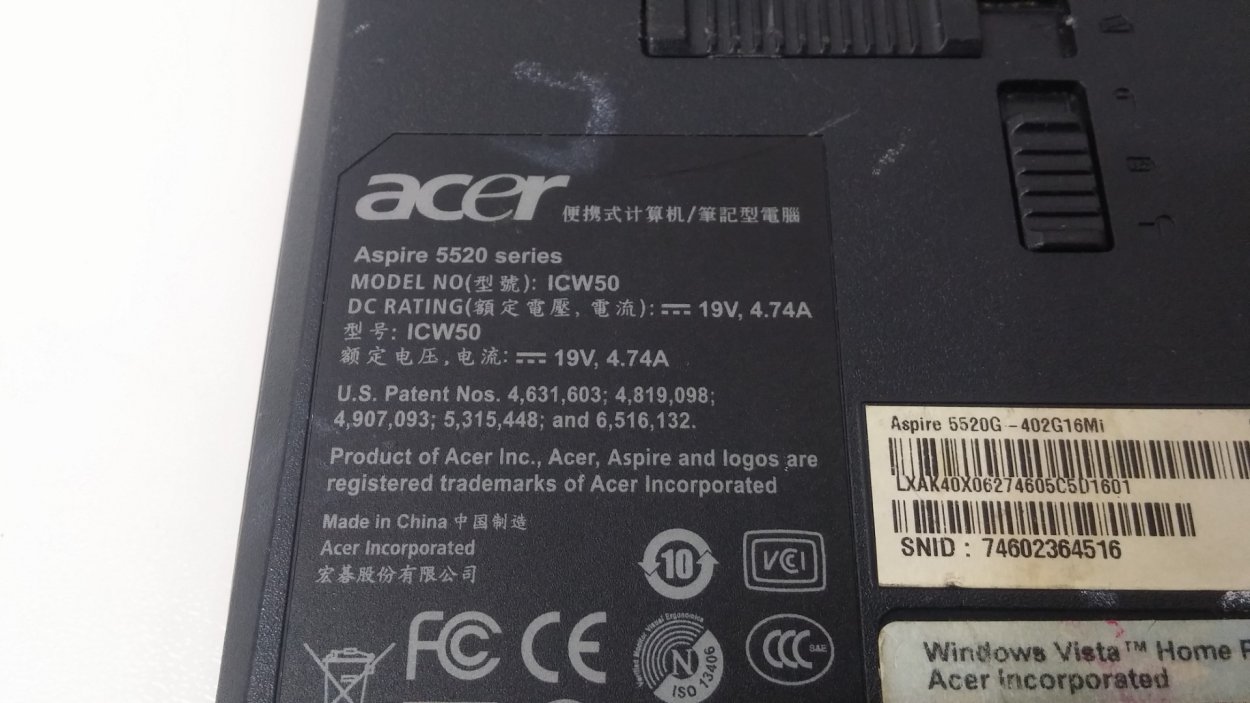 acer 便携式计算机/筆記型電腦
Aspire 5520 series
MODEL NO(型號): ICW50
DC RATING(額定電壓, 電流): ⎓ 19V, 4.74A
型号: ICW50
额定电压,电流: ⎓ 19V, 4.74A
U.S. Patent Nos. 4,631,603; 4,819,098;
4,907,093; 5,315,448; and 6,516,132.
Product of Acer Inc., Acer, Aspire and logos are
registered trademarks of Acer Incorporated
Made in China 中国制造
Acer Incorporated
宏碁股份有限公司
10
VCI
FC CE
Visual Ergonomics
N
ISO 13406
CCC S&E
Aspire 5520G -402G16Mi
LXAK40X06274605C5D1601
SNID : 74602364516
Windows Vista™ Home
Acer Incorporated